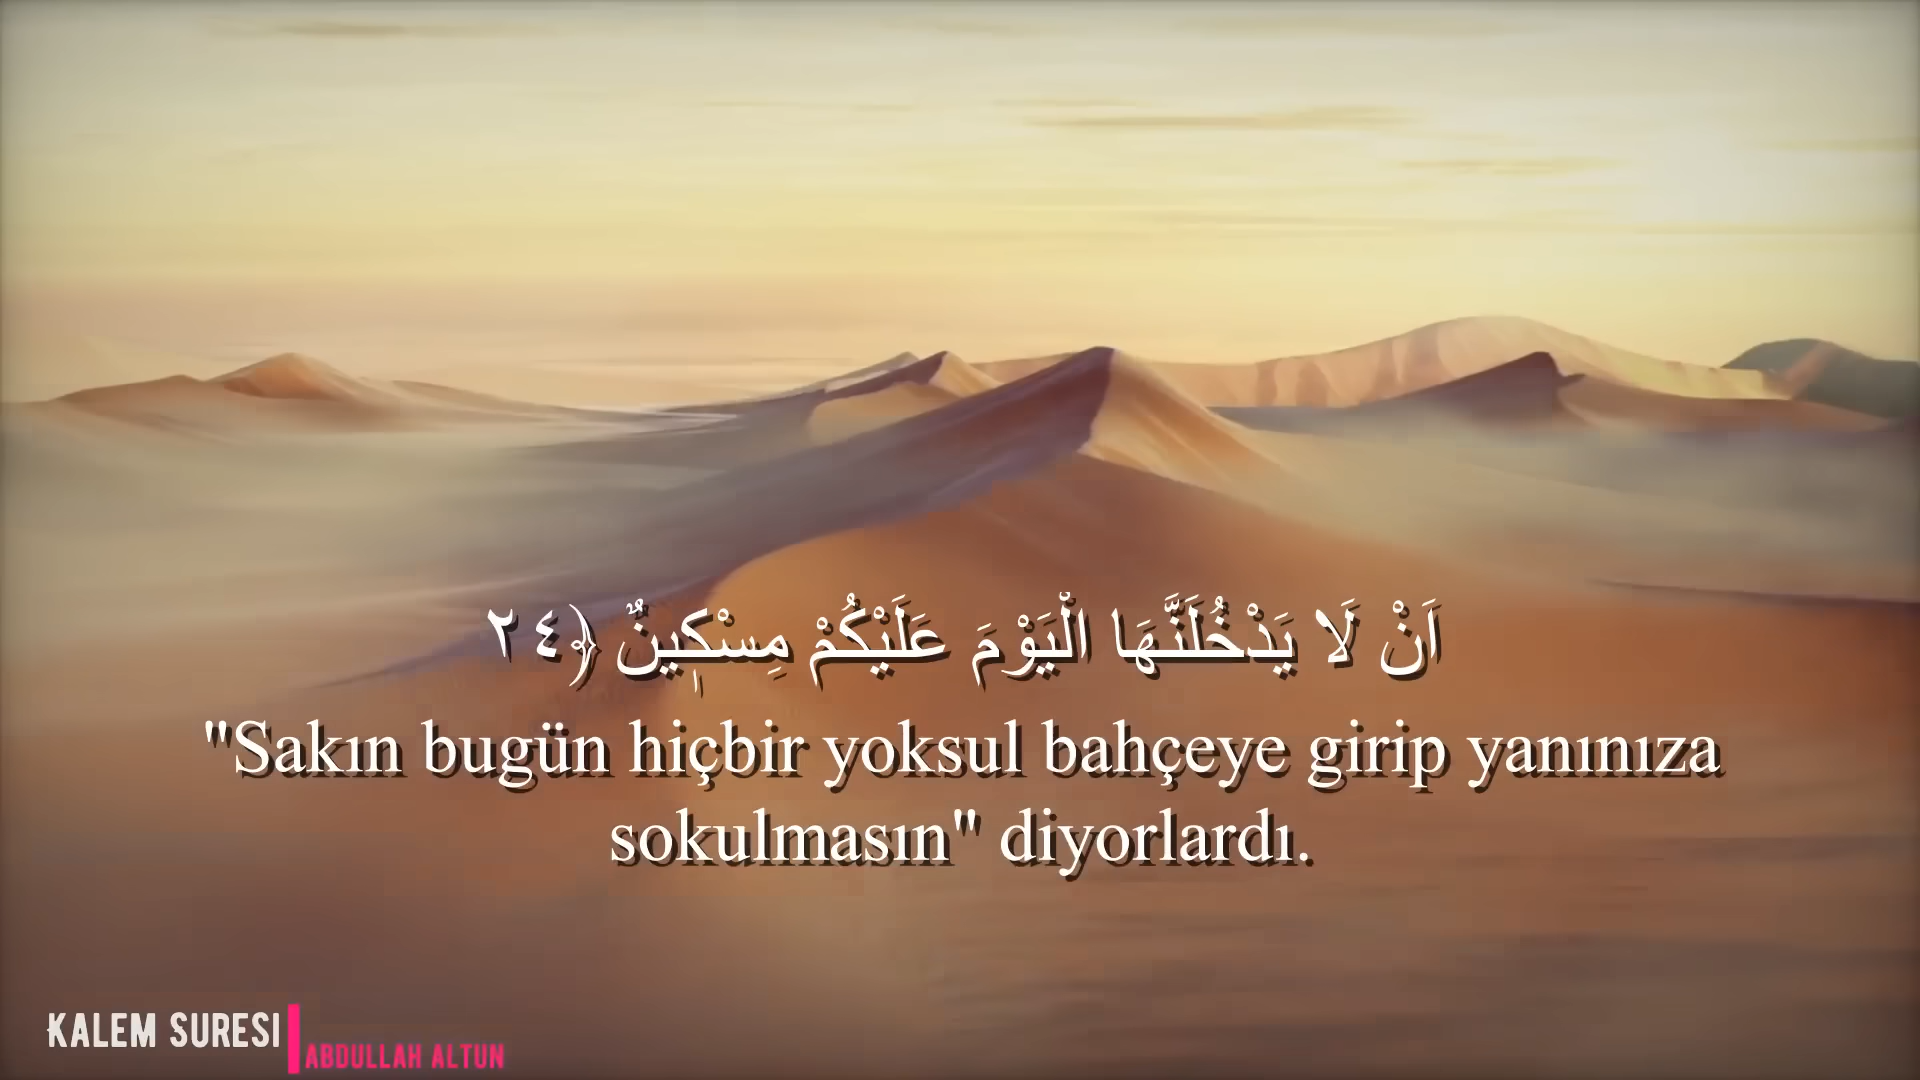 اَنْ لَا يَدْخُلَنَّهَا الْيَوْمَ عَلَيْكُمْ مِسْكٖينٌ ﴿٢٤
"Sakın bugün hiçbir yoksul bahçeye girip yanınıza
sokulmasın" diyorlardı.
KALEM SURESI
ABDULLAH ALTUN